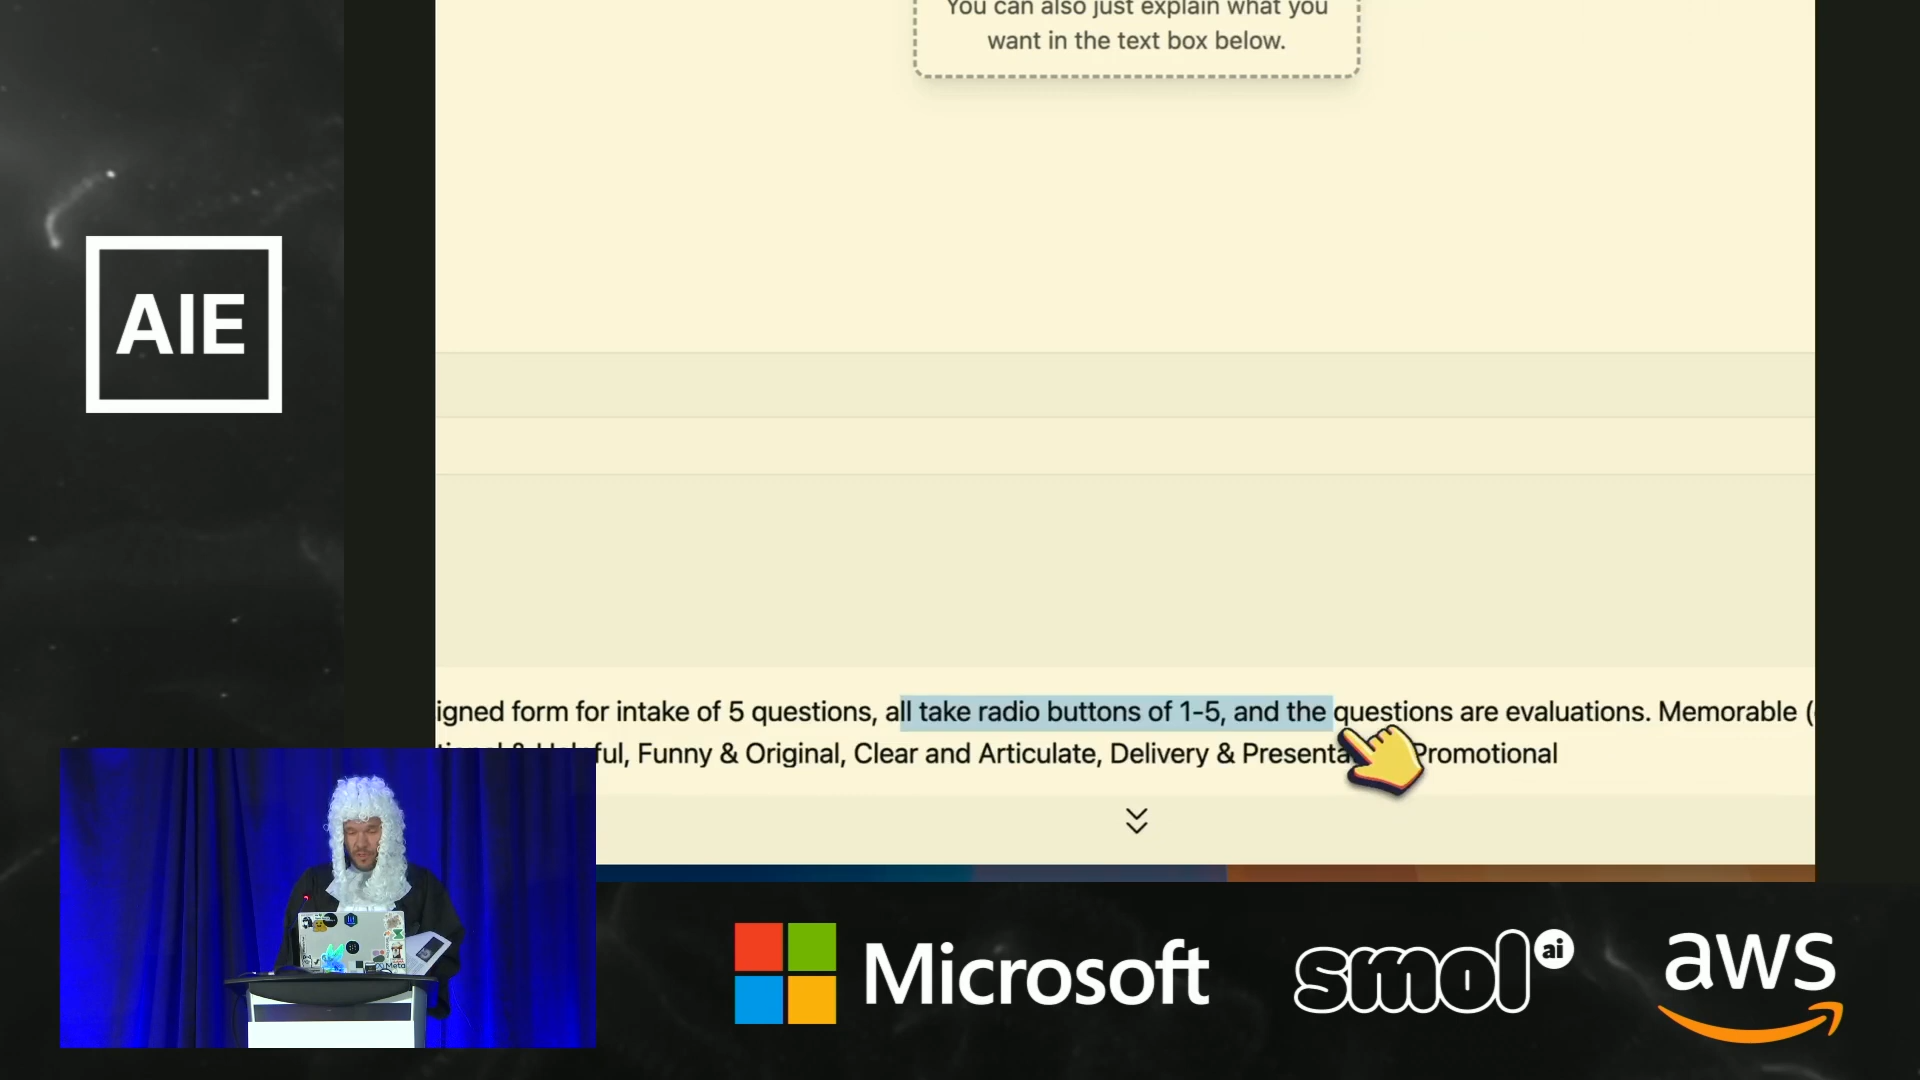 You can also just explain what you
want in the text box below.
AIE
igned form for intake of 5 questions, all take radio buttons of 1-5, and the questions are evaluations. Memorable (
ful, Funny & Original, Clear and Articulate, Delivery & Promotional
Microsoft
smol ai
aws